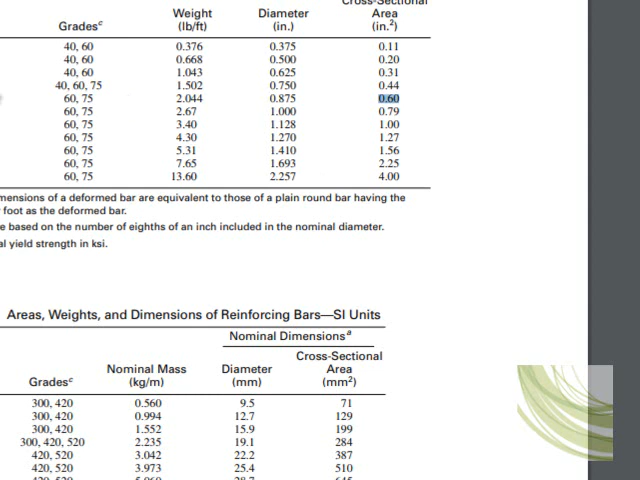 Cross-Sectional
Weight Diameter Area
Grades^c (lb/ft) (in.) (in.²)
40, 60 0.376 0.375 0.11
40, 60 0.668 0.500 0.20
40, 60 1.043 0.625 0.31
40, 60, 75 1.502 0.750 0.44
60, 75 2.044 0.875 0.60
60, 75 2.67 1.000 0.79
60, 75 3.40 1.128 1.00
60, 75 4.30 1.270 1.27
60, 75 5.31 1.410 1.56
60, 75 7.65 1.693 2.25
60, 75 13.60 2.257 4.00
mensions of a deformed bar are equivalent to those of a plain round bar having the
foot as the deformed bar.
e based on the number of eighths of an inch included in the nominal diameter.
al yield strength in ksi.
Areas, Weights, and Dimensions of Reinforcing Bars—SI Units
Nominal Dimensions^a
Cross-Sectional
Nominal Mass Diameter Area
Grades^c (kg/m) (mm) (mm²)
300, 420 0.560 9.5 71
300, 420 0.994 12.7 129
300, 420 1.552 15.9 199
300, 420, 520 2.235 19.1 284
420, 520 3.042 22.2 387
420, 520 3.973 25.4 510
420, 520 5.060 28.7 645